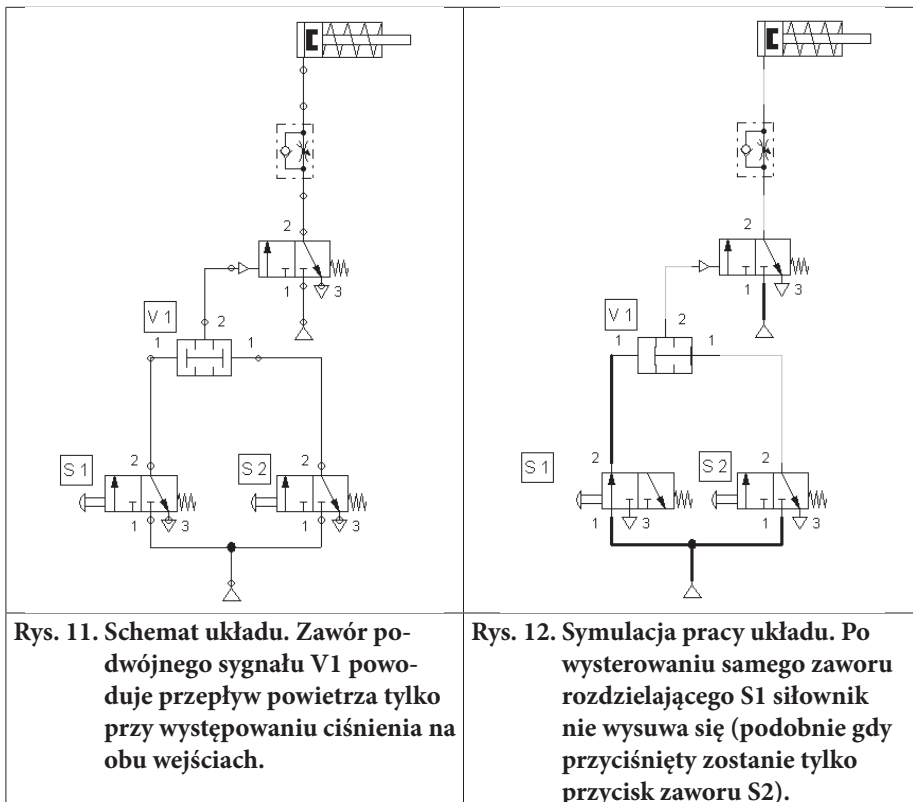 2
1
3
V 1
2
1
1
S 1
2
S 2
2
1
3
1
3
2
1
3
V 1
2
1
1
S 1
2
S 2
2
1
3
1
3
Rys. 11. Schemat układu. Zawór po-
dwójnego sygnału V1 powo-
duje przepływ powietrza tylko
przy występowaniu ciśnienia na
obu wejściach.
Rys. 12. Symulacja pracy układu. Po
wysterowaniu samego zaworu
rozdzielającego S1 siłownik
nie wysuwa się (podobnie gdy
przyciśnięty zostanie tylko
przycisk zaworu S2).